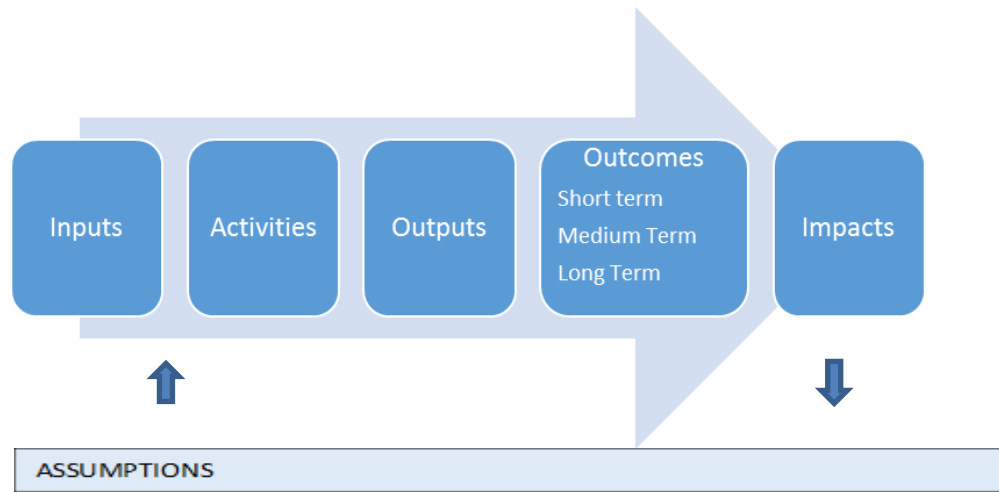 Inputs
Activities
Outputs
Outcomes
Short term
Medium Term
Long Term
Impacts
ASSUMPTIONS